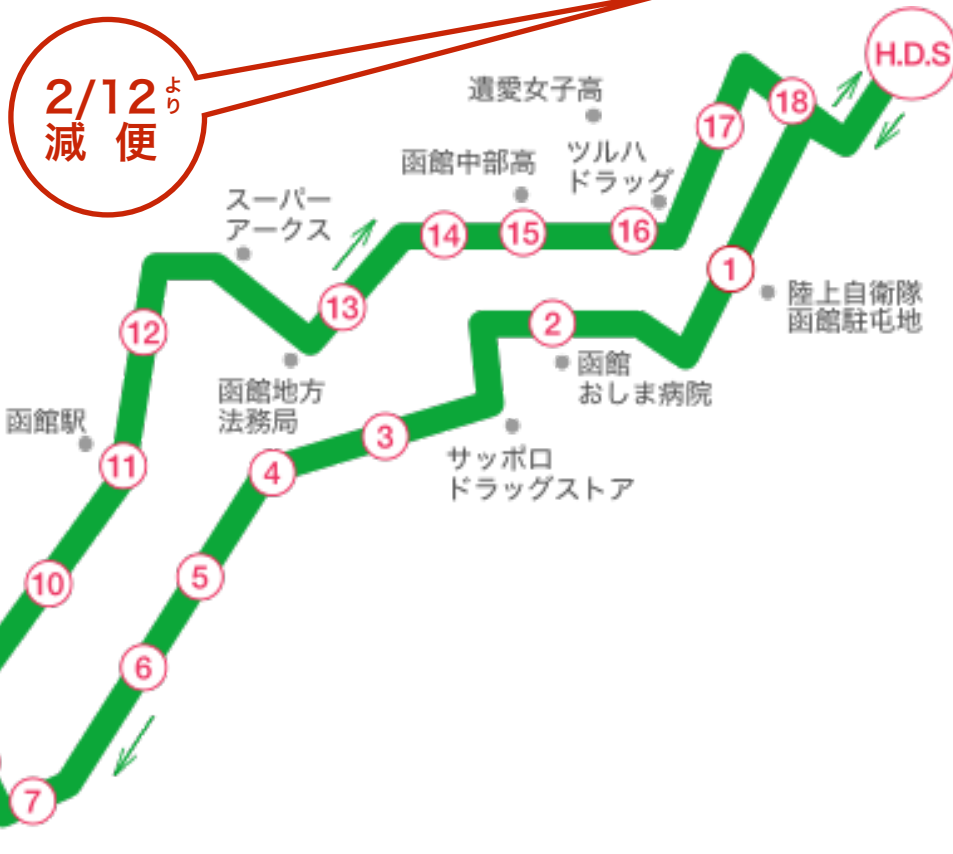 2/12より
減便
H.D.S
遺愛女子高
18
17
函館中部高
ツルハ
ドラッグ
スーパー
アークス
14
15
16
1
陸上自衛隊
函館駐屯地
13
12
2
函館
おしま病院
函館地方
法務局
函館駅
11
3
サッポロ
ドラッグストア
4
5
10
6
7